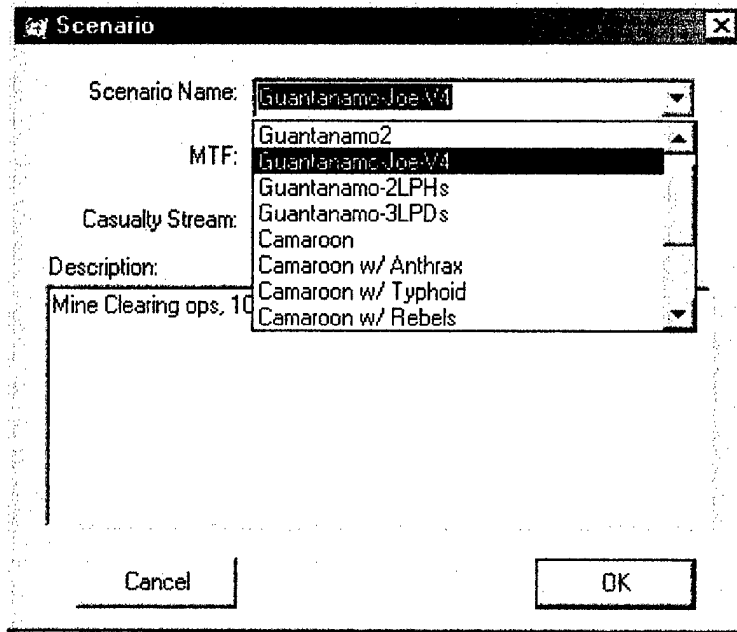 Scenario
Scenario Name: Guantanamo-Joe-V4
MTF:
Guantanamo2
Guantanamo-Joe-V4
Guantanamo-2LPHs
Guantanamo-3LPDs
Camaroon
Camaroon w/ Anthrax
Camaroon w/ Typhoid
Camaroon w/ Rebels
Casualty Stream:
Description:
Mine Clearing ops, 10
Cancel
OK